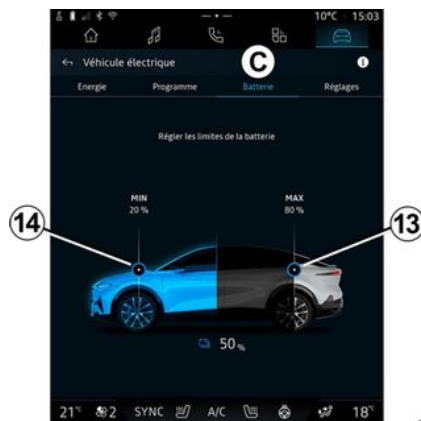 10°C 15:03
Véhicule électrique
C
Energie Programme Batterie Réglages
Régler les limites de la batterie
MIN MAX
20 % 80 %
14 13
50 %
21°C 2 SYNC A/C 18°C